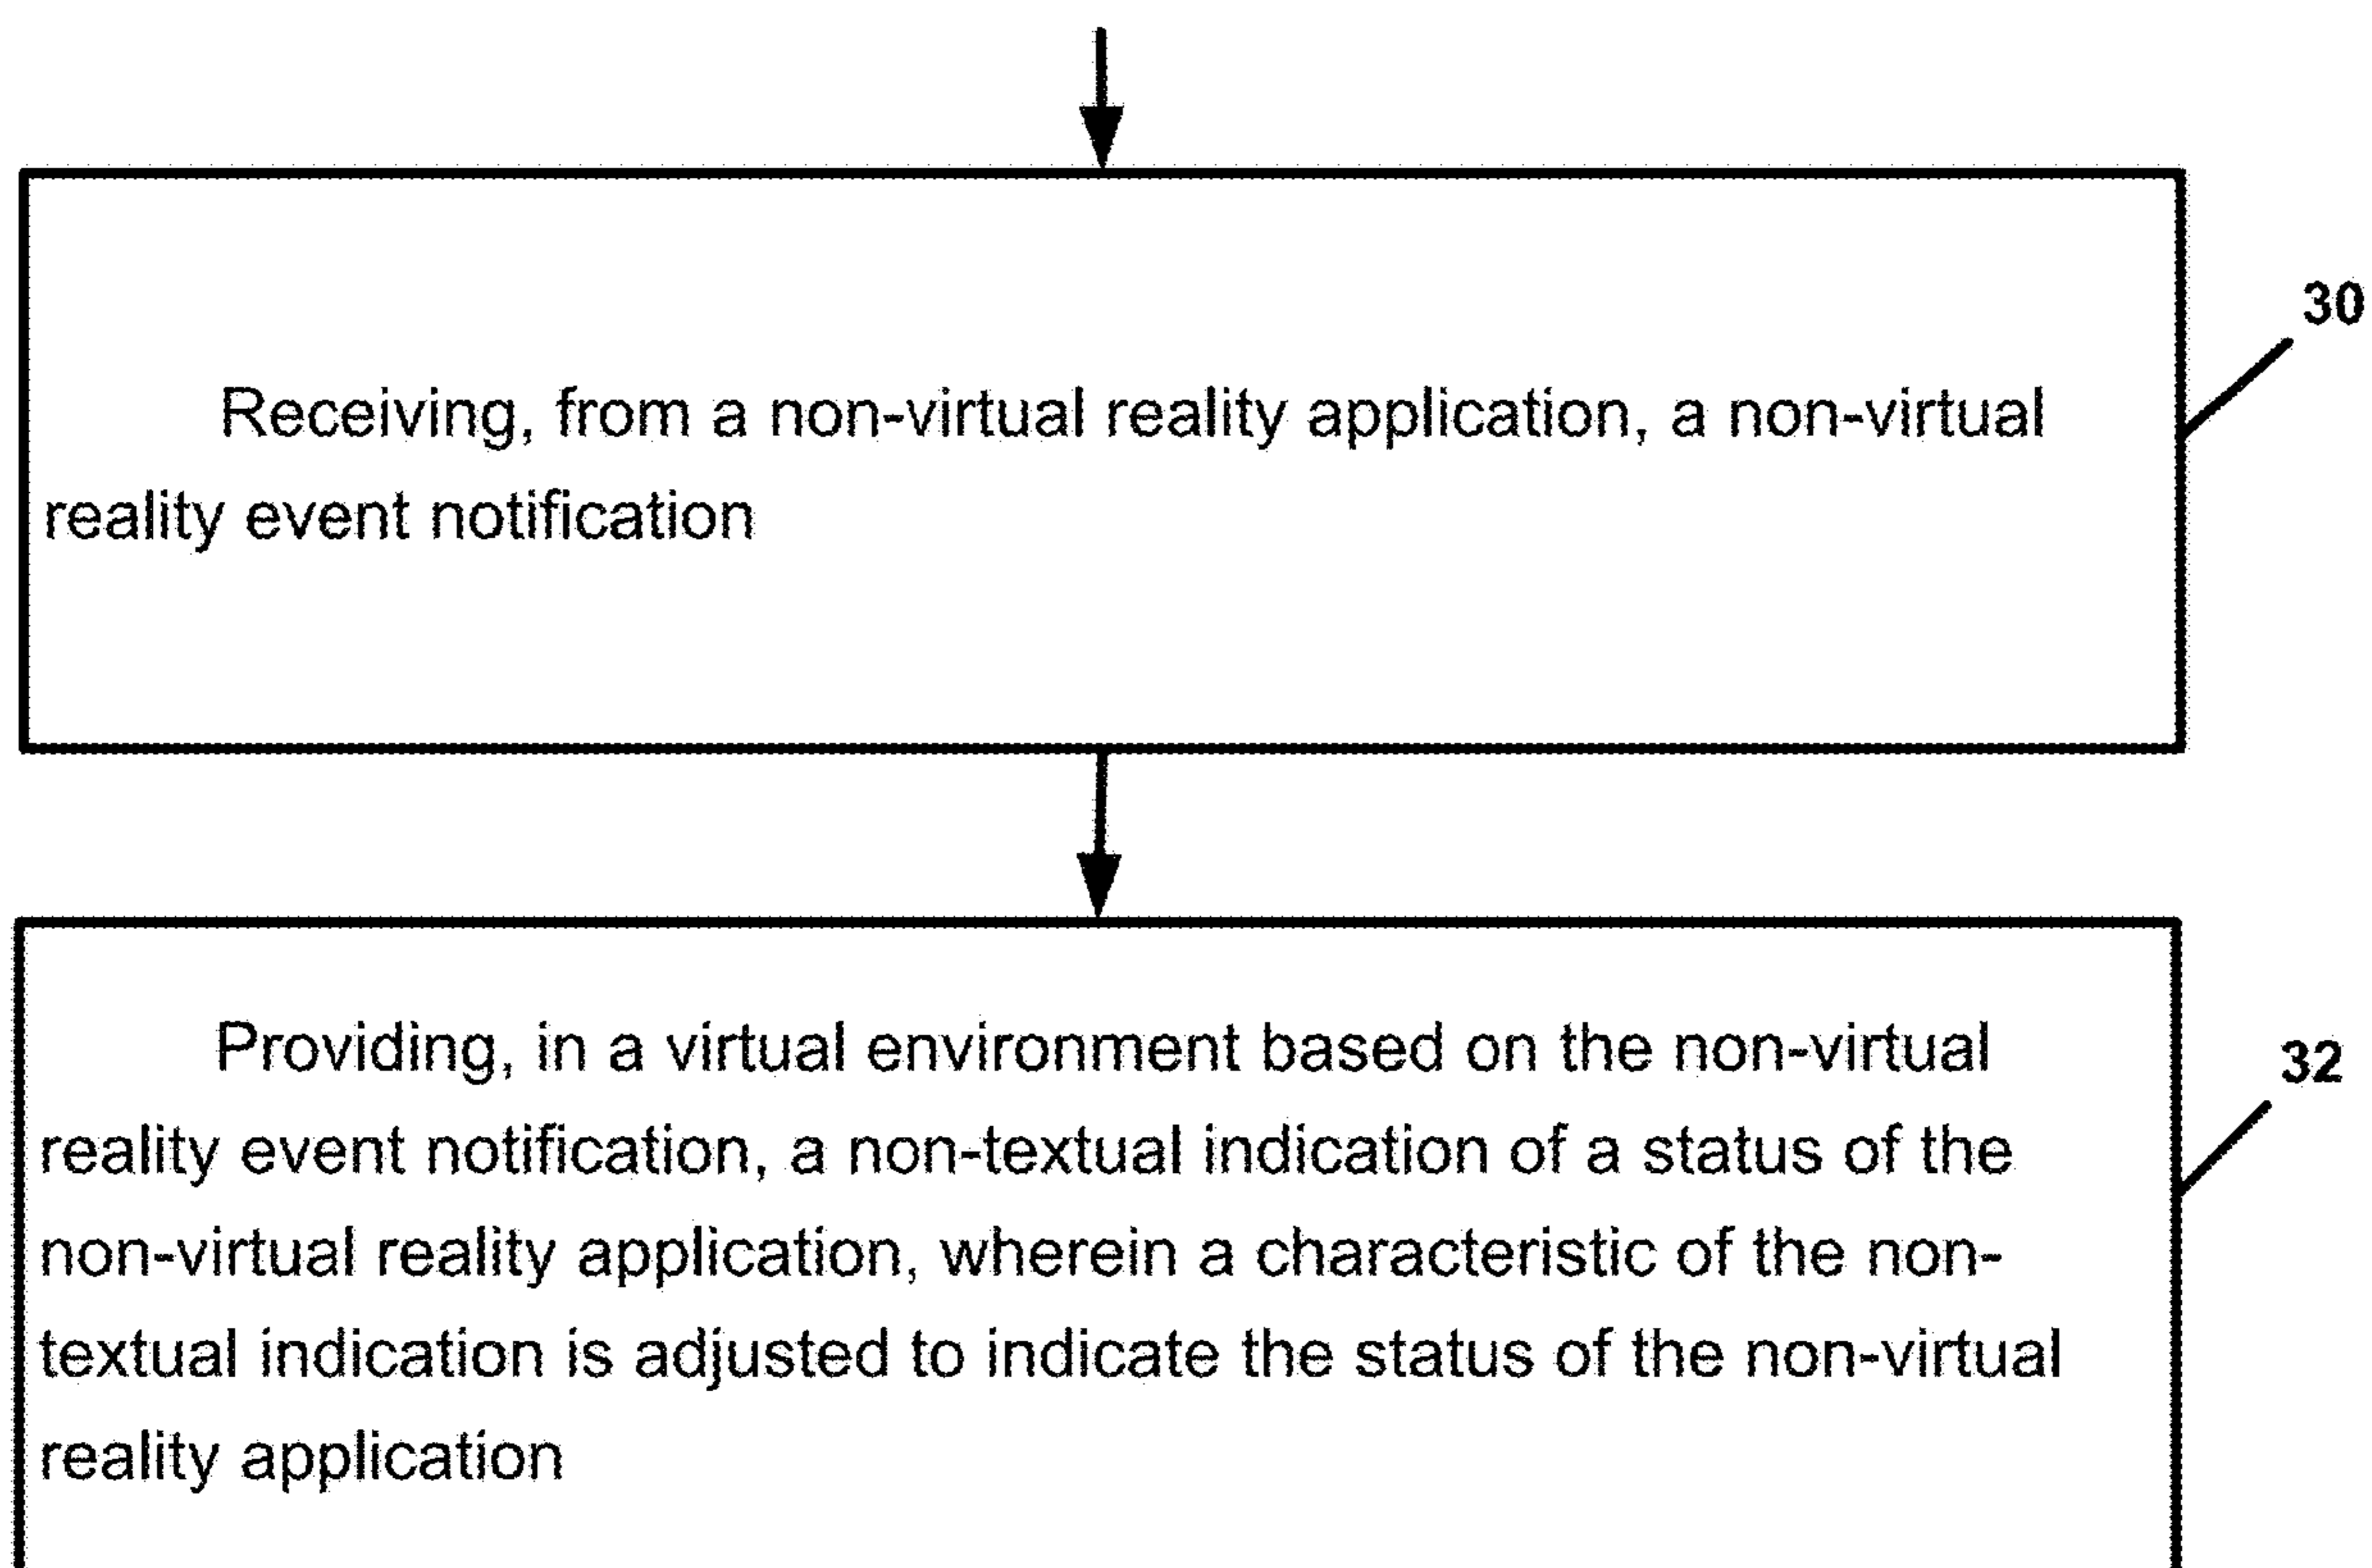 30
Receiving, from a non-virtual reality application, a non-virtual
reality event notification
32
Providing, in a virtual environment based on the non-virtual
reality event notification, a non-textual indication of a status of the
non-virtual reality application, wherein a characteristic of the non-
textual indication is adjusted to indicate the status of the non-virtual
reality application